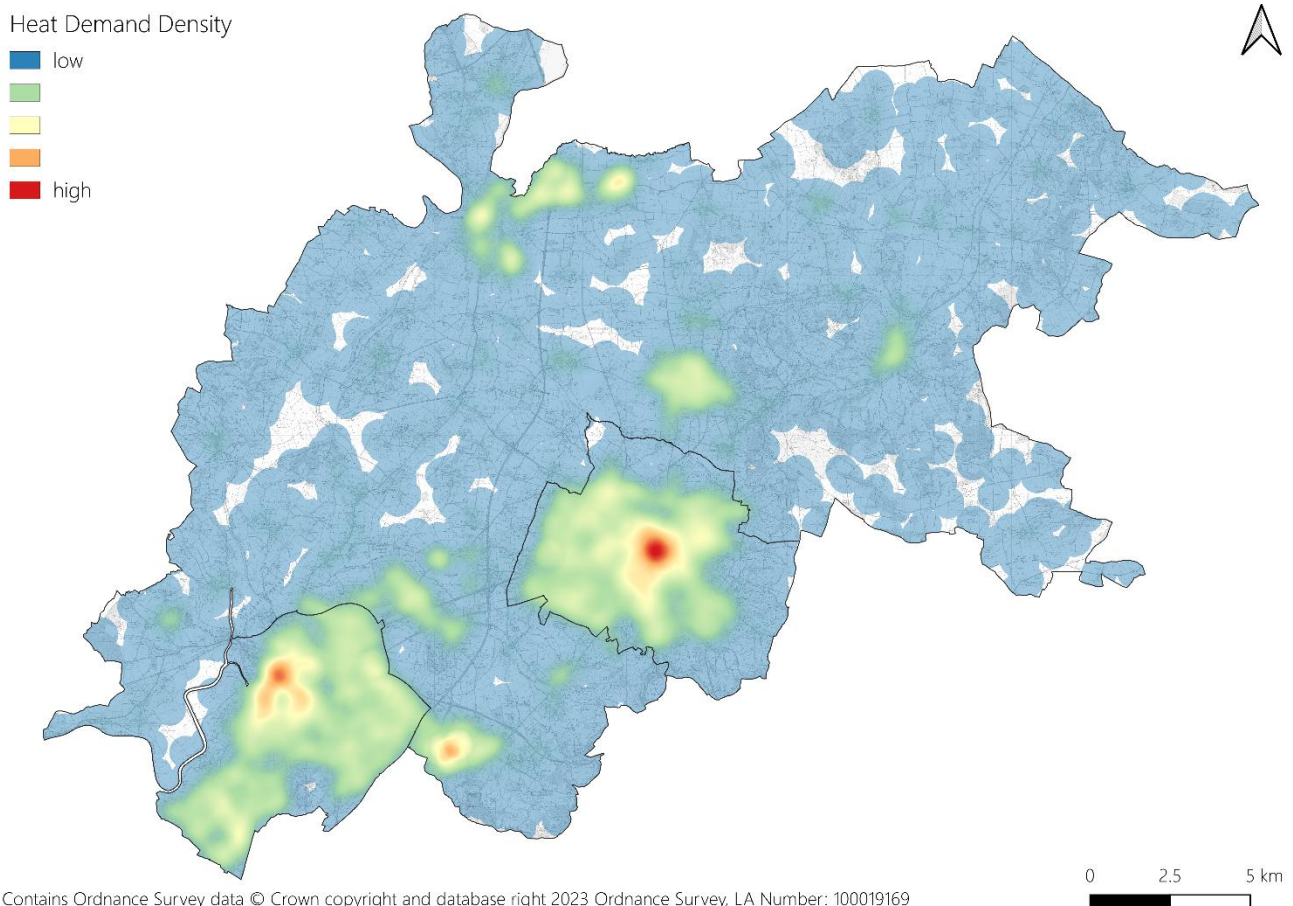 Heat Demand Density
low
high
0 2.5 5 km
Contains Ordnance Survey data © Crown copyright and database right 2023 Ordnance Survey, LA Number: 100019169